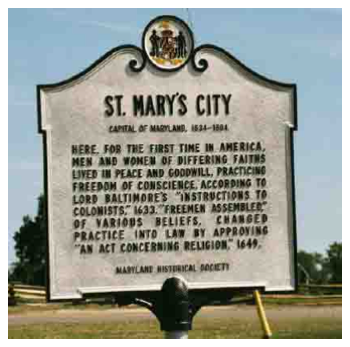 ST. MARY'S CITY
CAPITAL OF MARYLAND, 1634-1694
HERE, FOR THE FIRST TIME IN AMERICA,
MEN AND WOMEN OF DIFFERING FAITHS
LIVED IN PEACE AND GOODWILL, PRACTICING
FREEDOM OF CONSCIENCE, ACCORDING TO
LORD BALTIMORE'S "INSTRUCTIONS TO
COLONISTS," 1633. "FREEMEN ASSEMBLED"
OF VARIOUS BELIEFS, CHANGED
PRACTICE INTO LAW BY APPROVING
"AN ACT CONCERNING RELIGION," 1649.
MARYLAND HISTORICAL SOCIETY